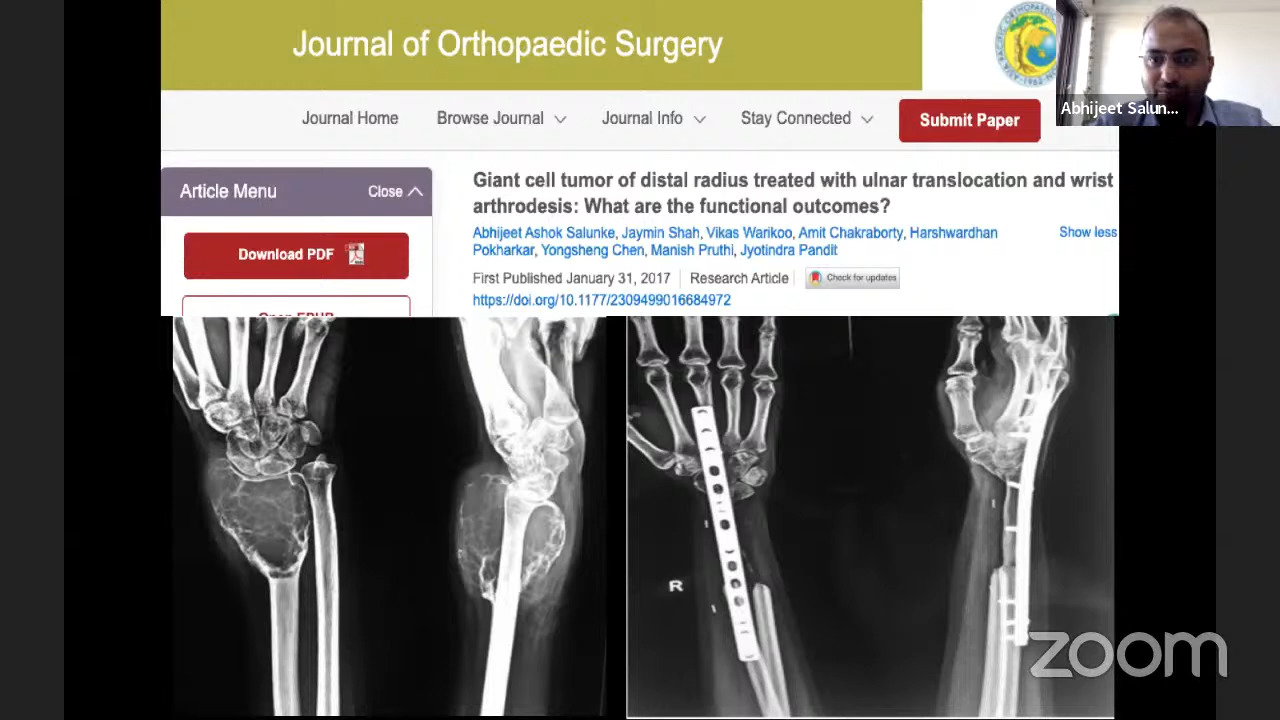 Journal of Orthopaedic Surgery
Abhijeet Salun...
Journal Home Browse Journal Journal Info Stay Connected Submit Paper
Article Menu Close
Download PDF
Giant cell tumor of distal radius treated with ulnar translocation and wrist
arthrodesis: What are the functional outcomes?
Abhijeet Ashok Salunke, Jaymin Shah, Vikas Warikoo, Amit Chakraborty, Harshwardhan
Pokharkar, Yongsheng Chen, Manish Pruthi, Jyotindra Pandit
Show less
First Published January 31, 2017 Research Article Check for updates
https://doi.org/10.1177/2309499016684972
R
zoom